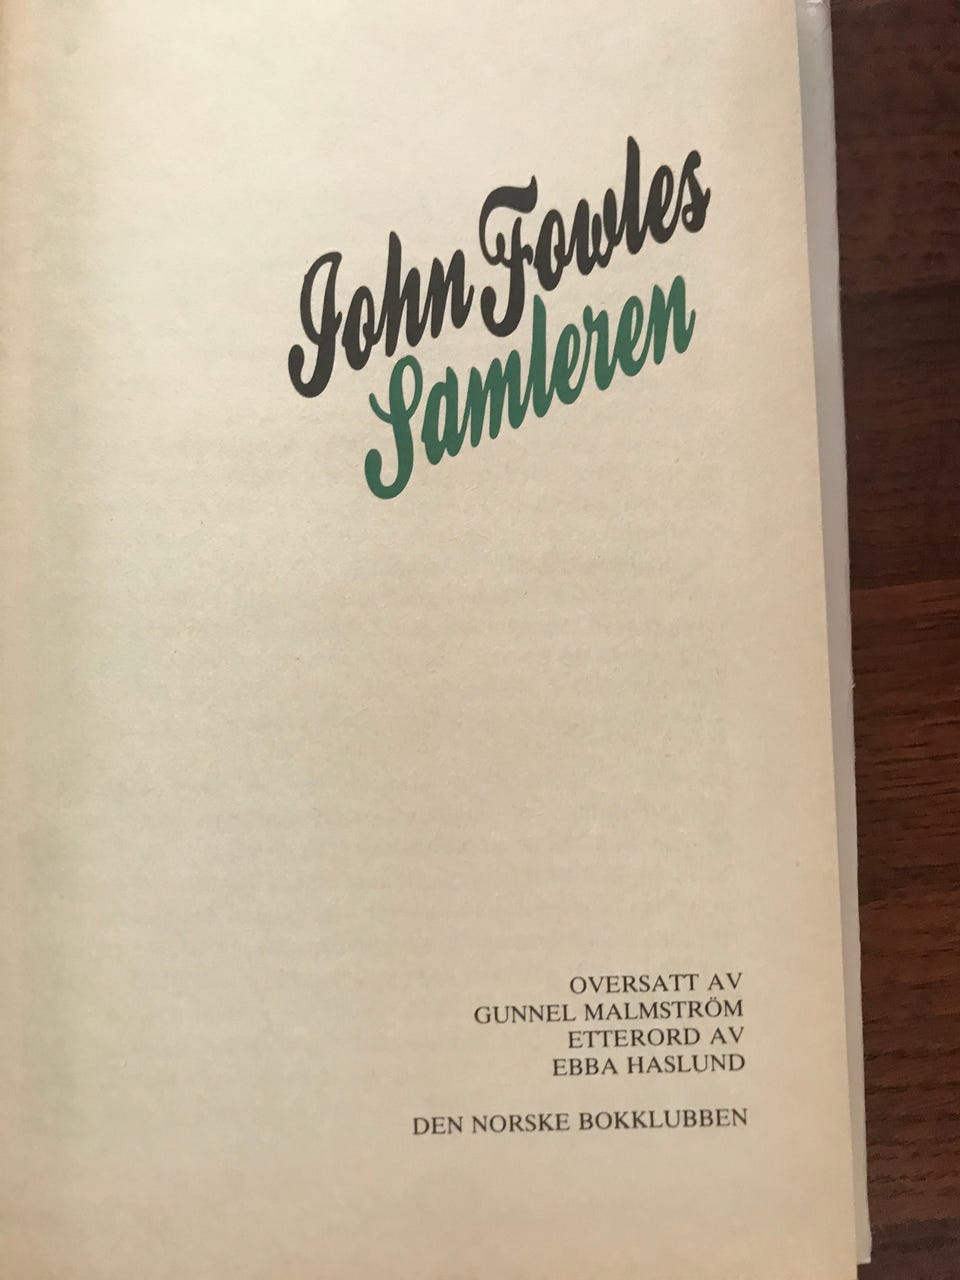 John Fowles
Samleren
OVERSATT AV
GUNNEL MALMSTRÖM
ETTERORD AV
EBBA HASLUND
DEN NORSKE BOKKLUBBEN